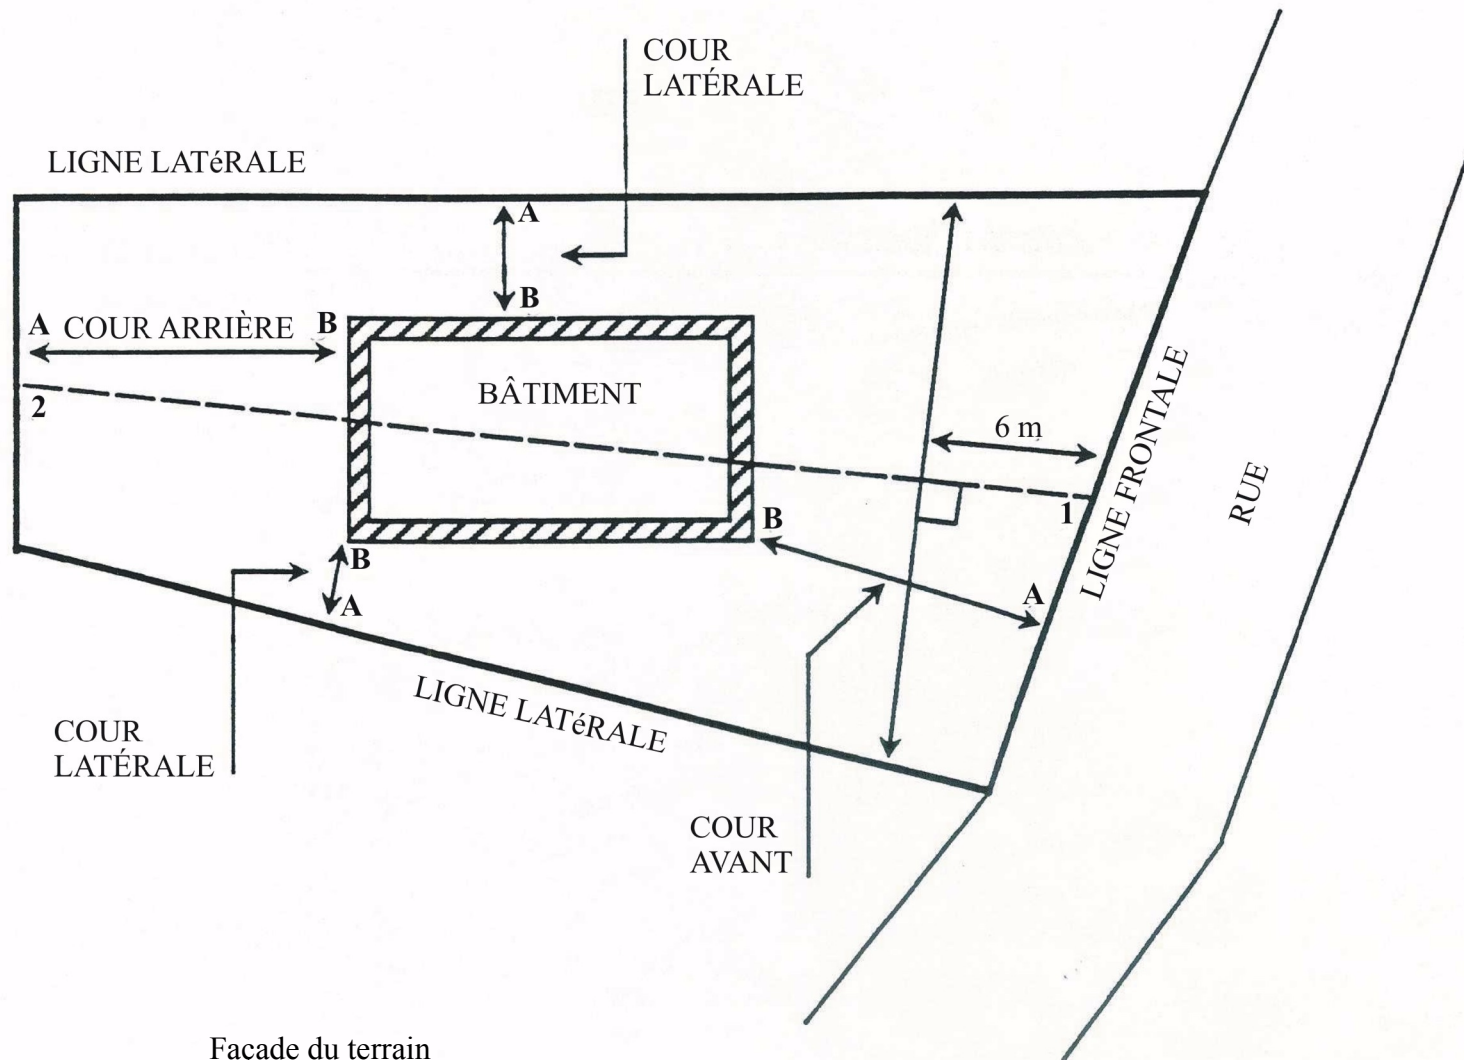 COUR
LATÉRALE
LIGNE LATéRALE
A
B
A COUR ARRIÈRE B
2
BÂTIMENT
6 m
1
LIGNE FRONTALE
RUE
B
A
B
A
LIGNE LATéRALE
COUR
LATÉRALE
COUR
AVANT
Facade du terrain